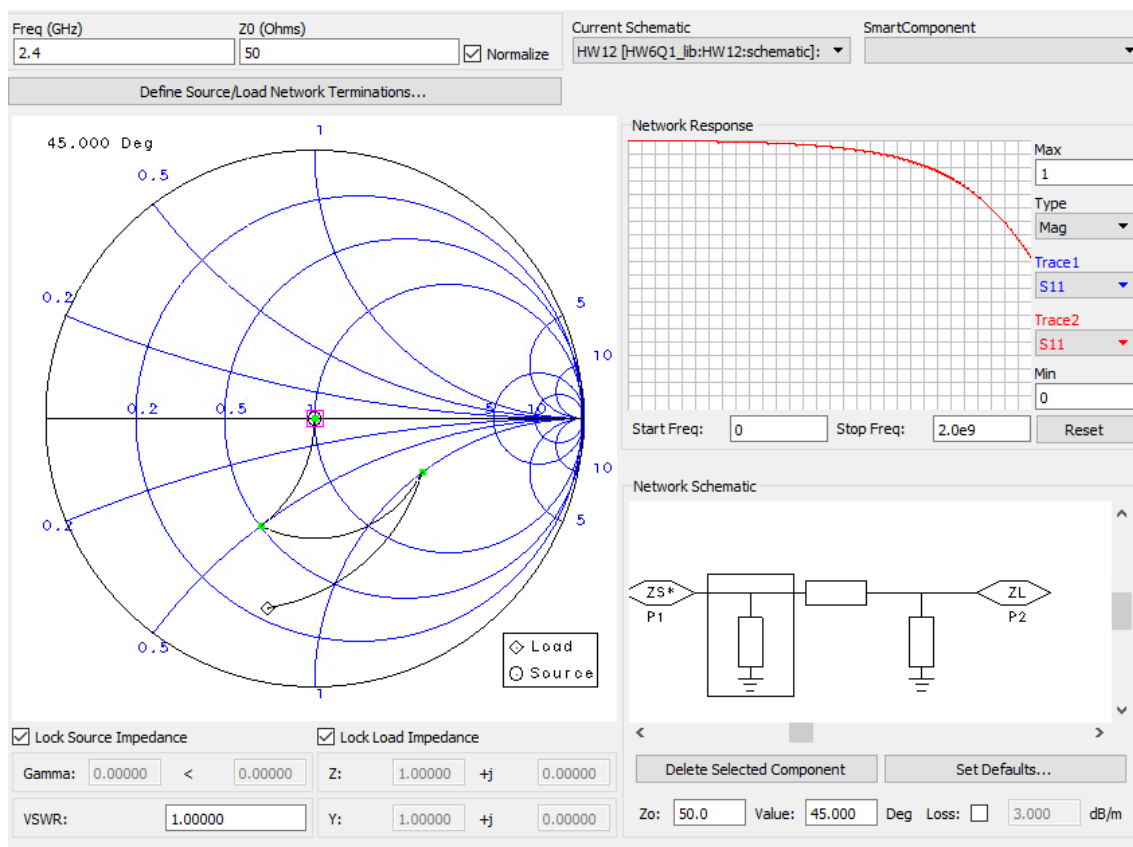 Freq (GHz) Z0 (Ohms) Current Schematic SmartComponent
2.4 50 Normalize HW12 [HW6Q1_lib:HW12:schematic]:
Define Source/Load Network Terminations...
45.000 Deg
1
0.5
0.2
5
10
0.2 0.5 1 5 10
10
0.2
5
0.5
1
Load
Source
Network Response
Max
1
Type
Mag
Trace1
S11
Trace2
S11
Min
0
Start Freq: 0 Stop Freq: 2.0e9 Reset
Network Schematic
ZS* ZL
P1 P2
Lock Source Impedance Lock Load Impedance
Gamma: 0.00000 < 0.00000 Z: 1.00000 +j 0.00000
VSWR: 1.00000 Y: 1.00000 +j 0.00000
Delete Selected Component Set Defaults...
Zo: 50.0 Value: 45.000 Deg Loss: 3.000 dB/m